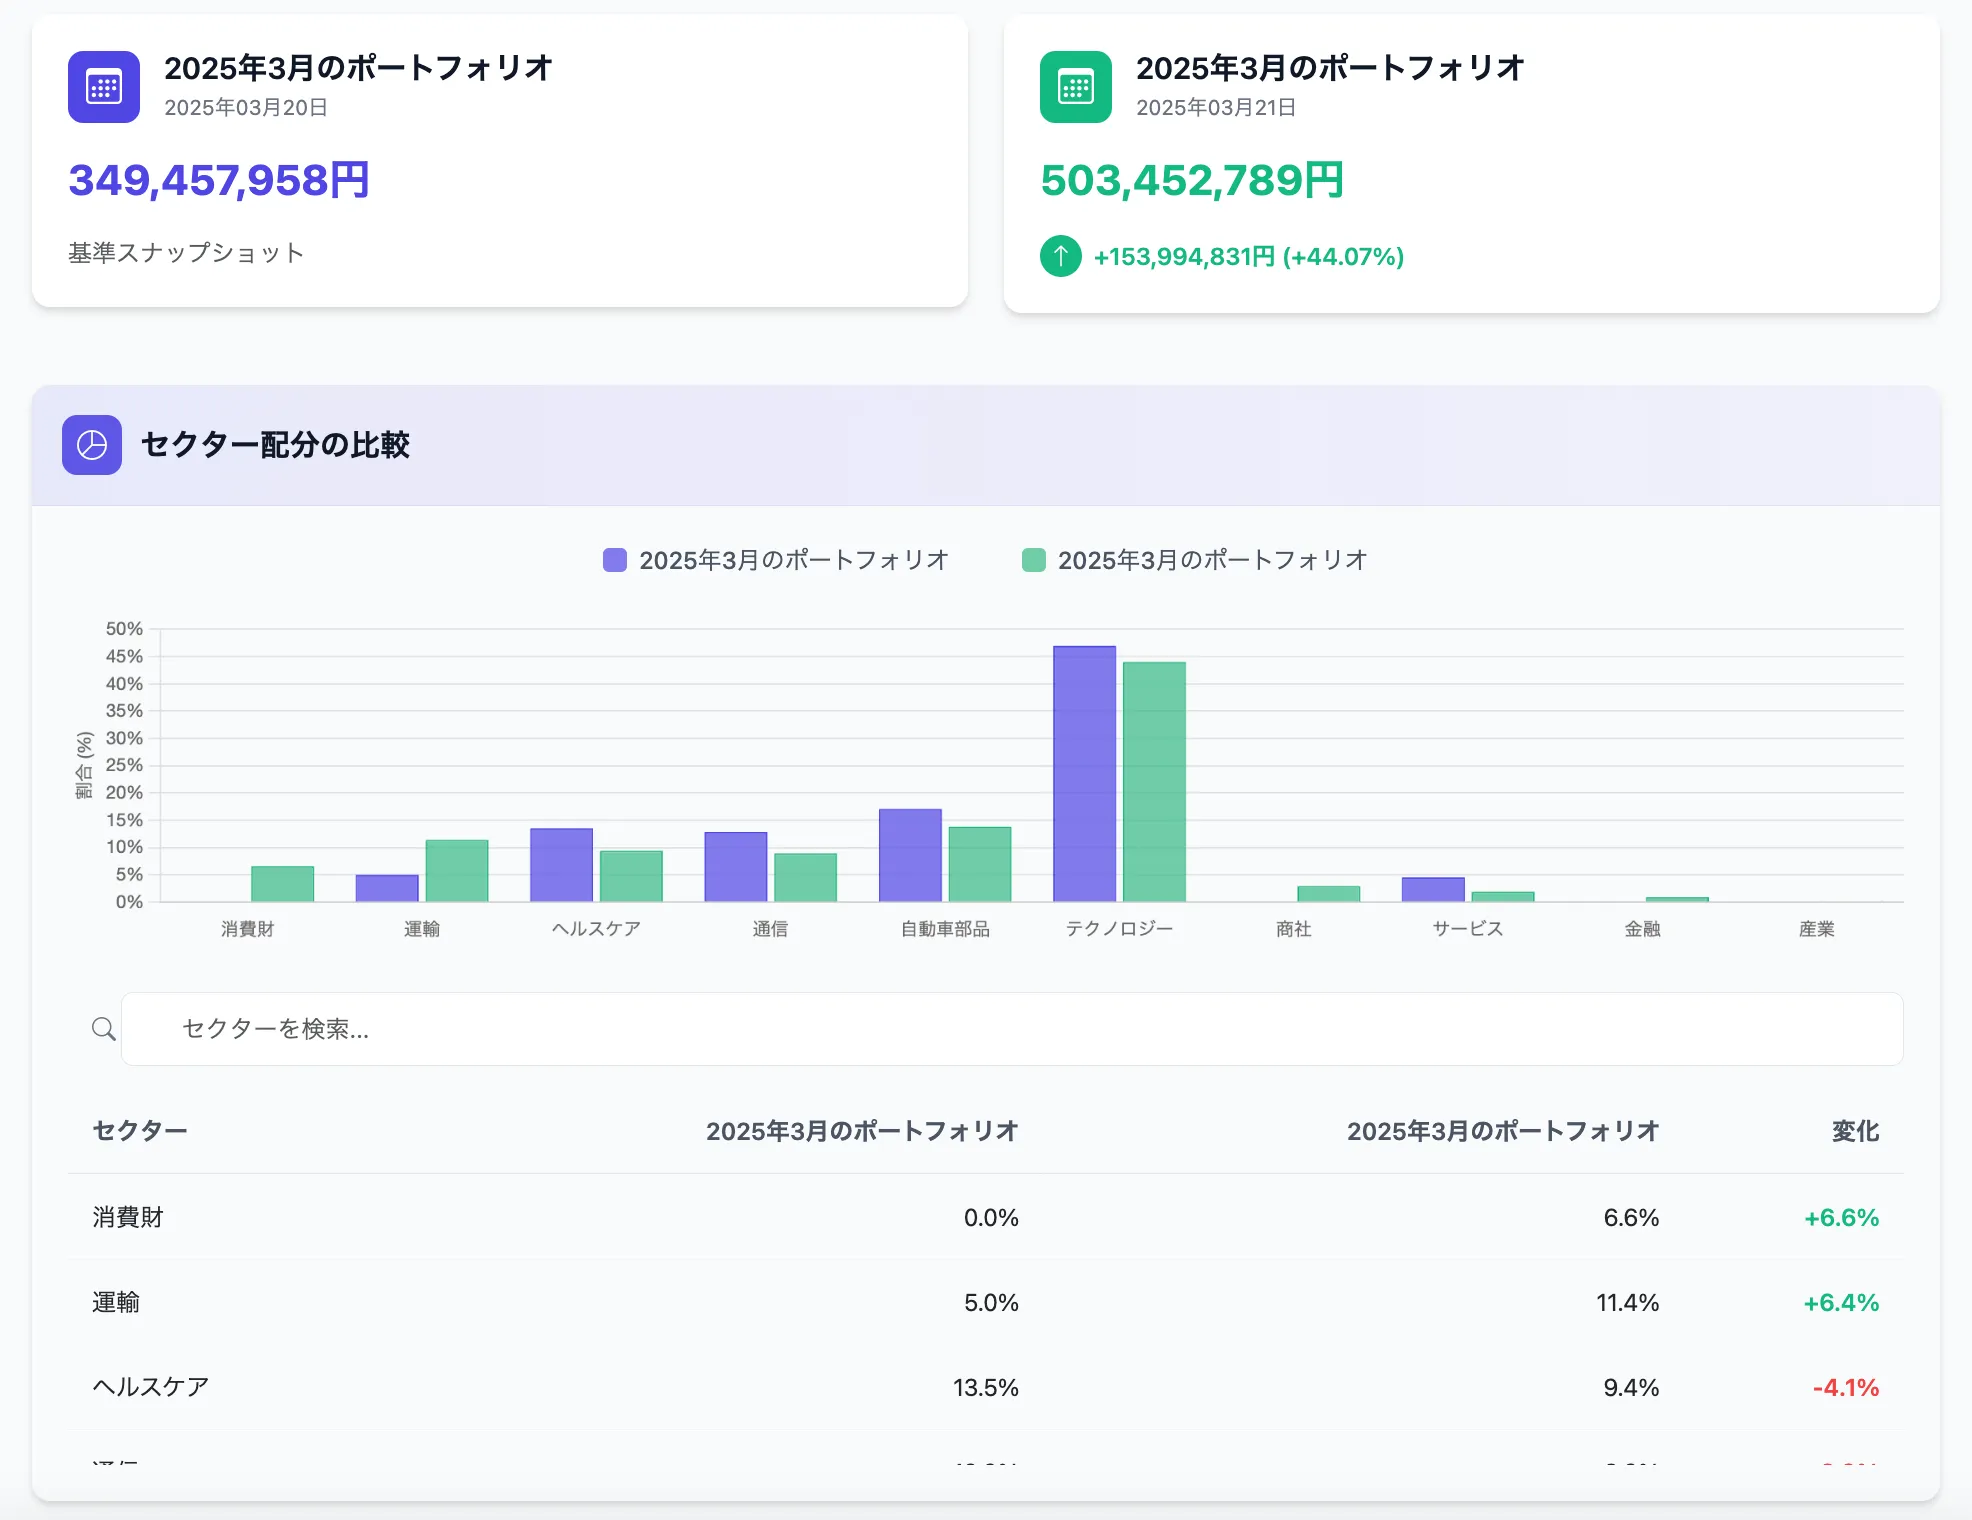 2025年3月のポートフォリオ
2025年03月20日
349,457,958円
基準スナップショット
2025年3月のポートフォリオ
2025年03月21日
503,452,789円
+153,994,831円 (+44.07%)
セクター配分の比較
2025年3月のポートフォリオ 2025年3月のポートフォリオ
割合 (%)
50%
45%
40%
35%
30%
25%
20%
15%
10%
5%
0%
消費財 運輸 ヘルスケア 通信 自動車部品 テクノロジー 商社 サービス 金融 産業
セクターを検索...
セクター 2025年3月のポートフォリオ 2025年3月のポートフォリオ 変化
消費財 0.0% 6.6% +6.6%
運輸 5.0% 11.4% +6.4%
ヘルスケア 13.5% 9.4% -4.1%